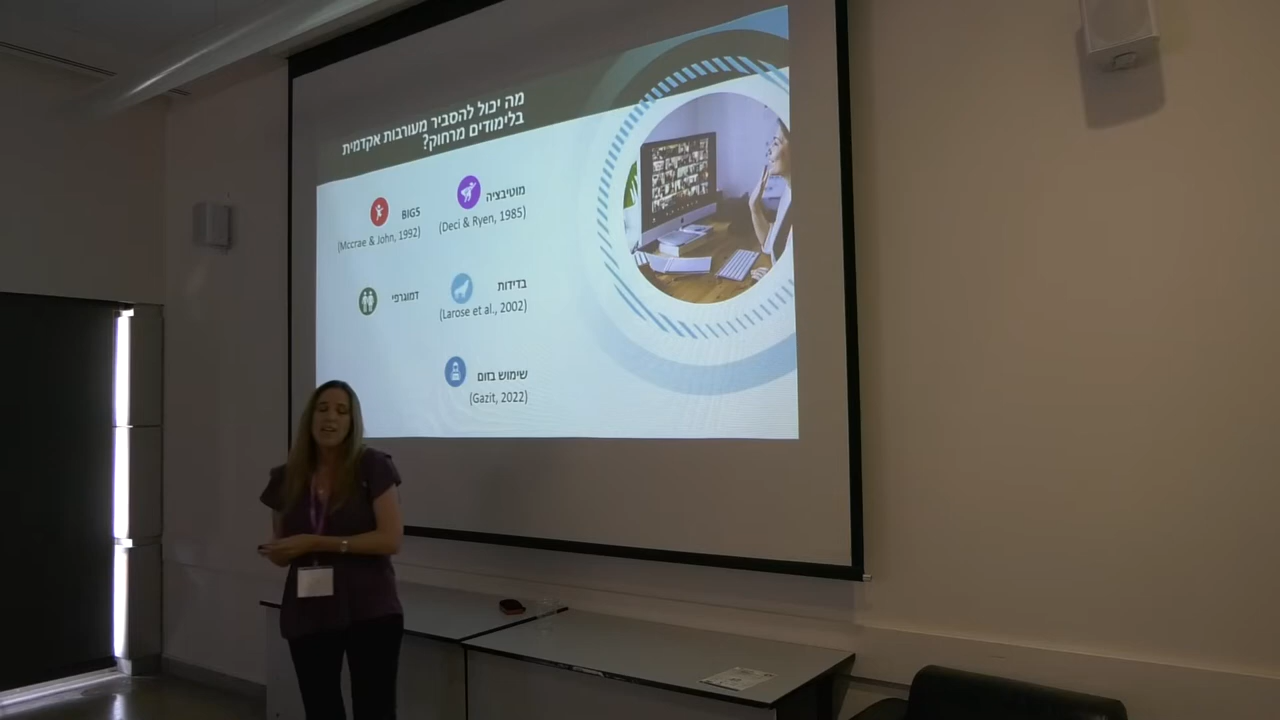 מה יכול להסביר מעורבות אקדמית
בלימודים מרחוק?
מוטיבציה
(Deci & Ryen, 1985)
BIG5
(Mccrae & John, 1992)
בדידות
(Larose et al., 2002)
דמוגרפי
שימוש בזום
(Gazit, 2022)